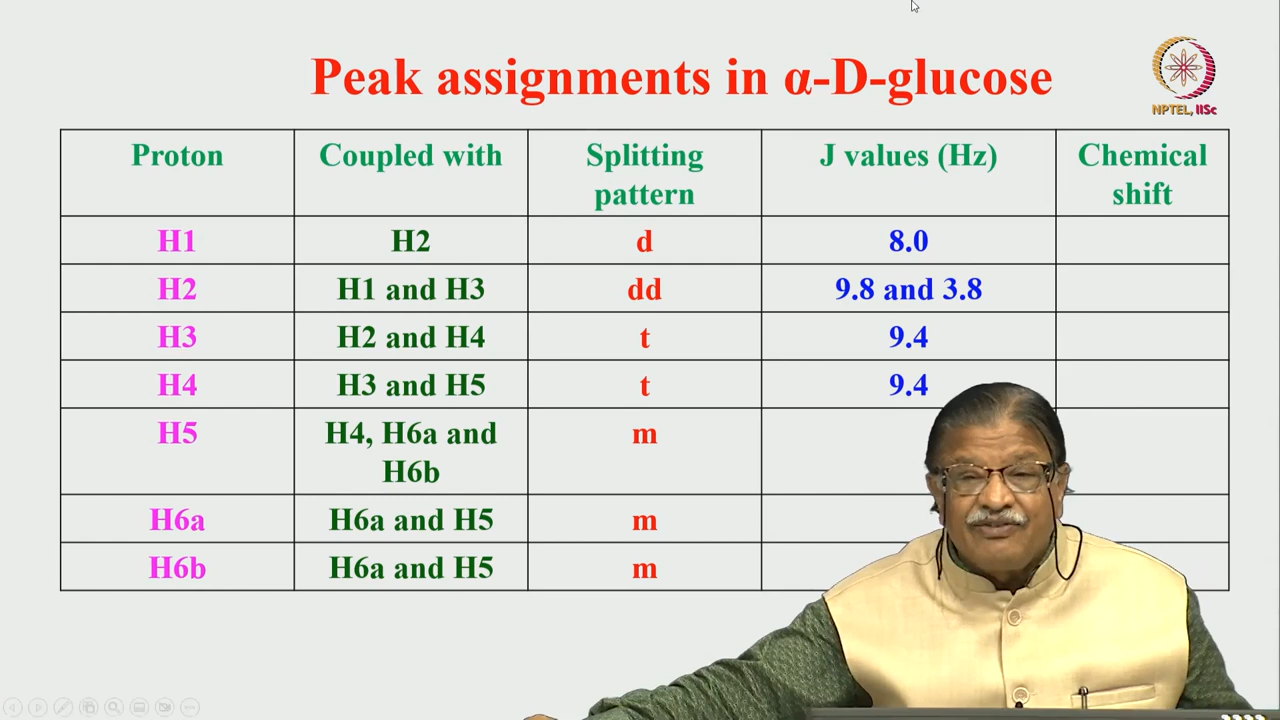 Peak assignments in α-D-glucose
NPTEL, IISc
Proton Coupled with Splitting pattern J values (Hz) Chemical shift
H1 H2 d 8.0
H2 H1 and H3 dd 9.8 and 3.8
H3 H2 and H4 t 9.4
H4 H3 and H5 t 9.4
H5 H4, H6a and H6b m
H6a H6a and H5 m
H6b H6a and H5 m